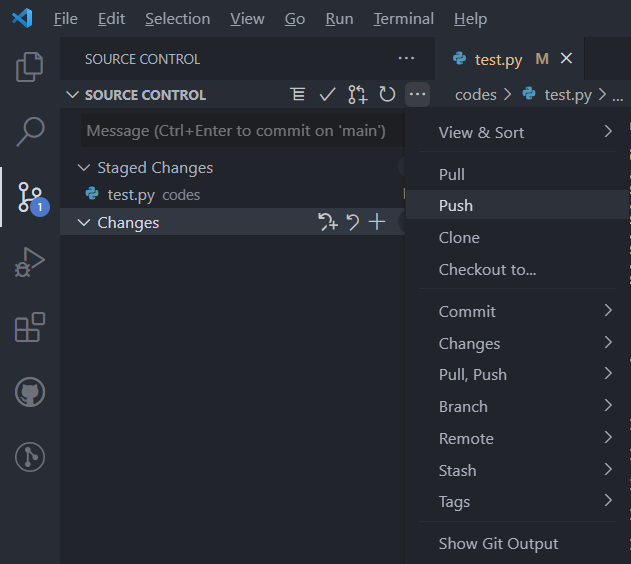 File Edit Selection View Go Run Terminal Help
SOURCE CONTROL ...
test.py M
SOURCE CONTROL ...
codes > test.py > ...
Message (Ctrl+Enter to commit on 'main')
Staged Changes
test.py codes
1
Changes
View & Sort
Pull
Push
Clone
Checkout to...
Commit
Changes
Pull, Push
Branch
Remote
Stash
Tags
Show Git Output